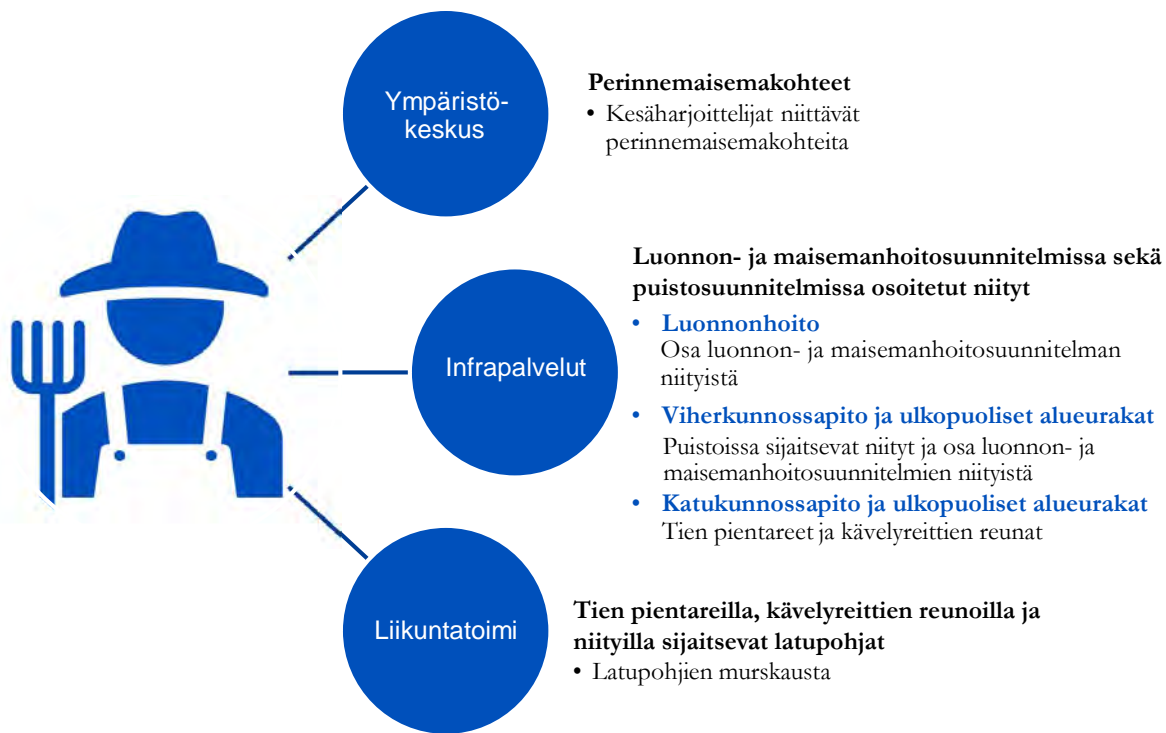 Ympäristö-
keskus
Perinnemaisemakohteet
• Kesäharjoittelijat niittävät
perinnemaisemakohteita
Infrapalvelut
Luonnon- ja maisemanhoitosuunnitelmissa sekä
puistosuunnitelmissa osoitetut niityt
• Luonnonhoito
Osa luonnon- ja maisemanhoitosuunnitelman
niityistä
• Viherkunnossapito ja ulkopuoliset alueurakat
Puistoissa sijaitsevat niityt ja osa luonnon- ja
maisemanhoitosuunnitelmien niityistä
• Katukunnossapito ja ulkopuoliset alueurakat
Tien pientareet ja kävelyreittien reunat
Liikuntatoimi
Tien pientareilla, kävelyreittien reunoilla ja
niityilla sijaitsevat latupohjat
• Latupohjien murskausta